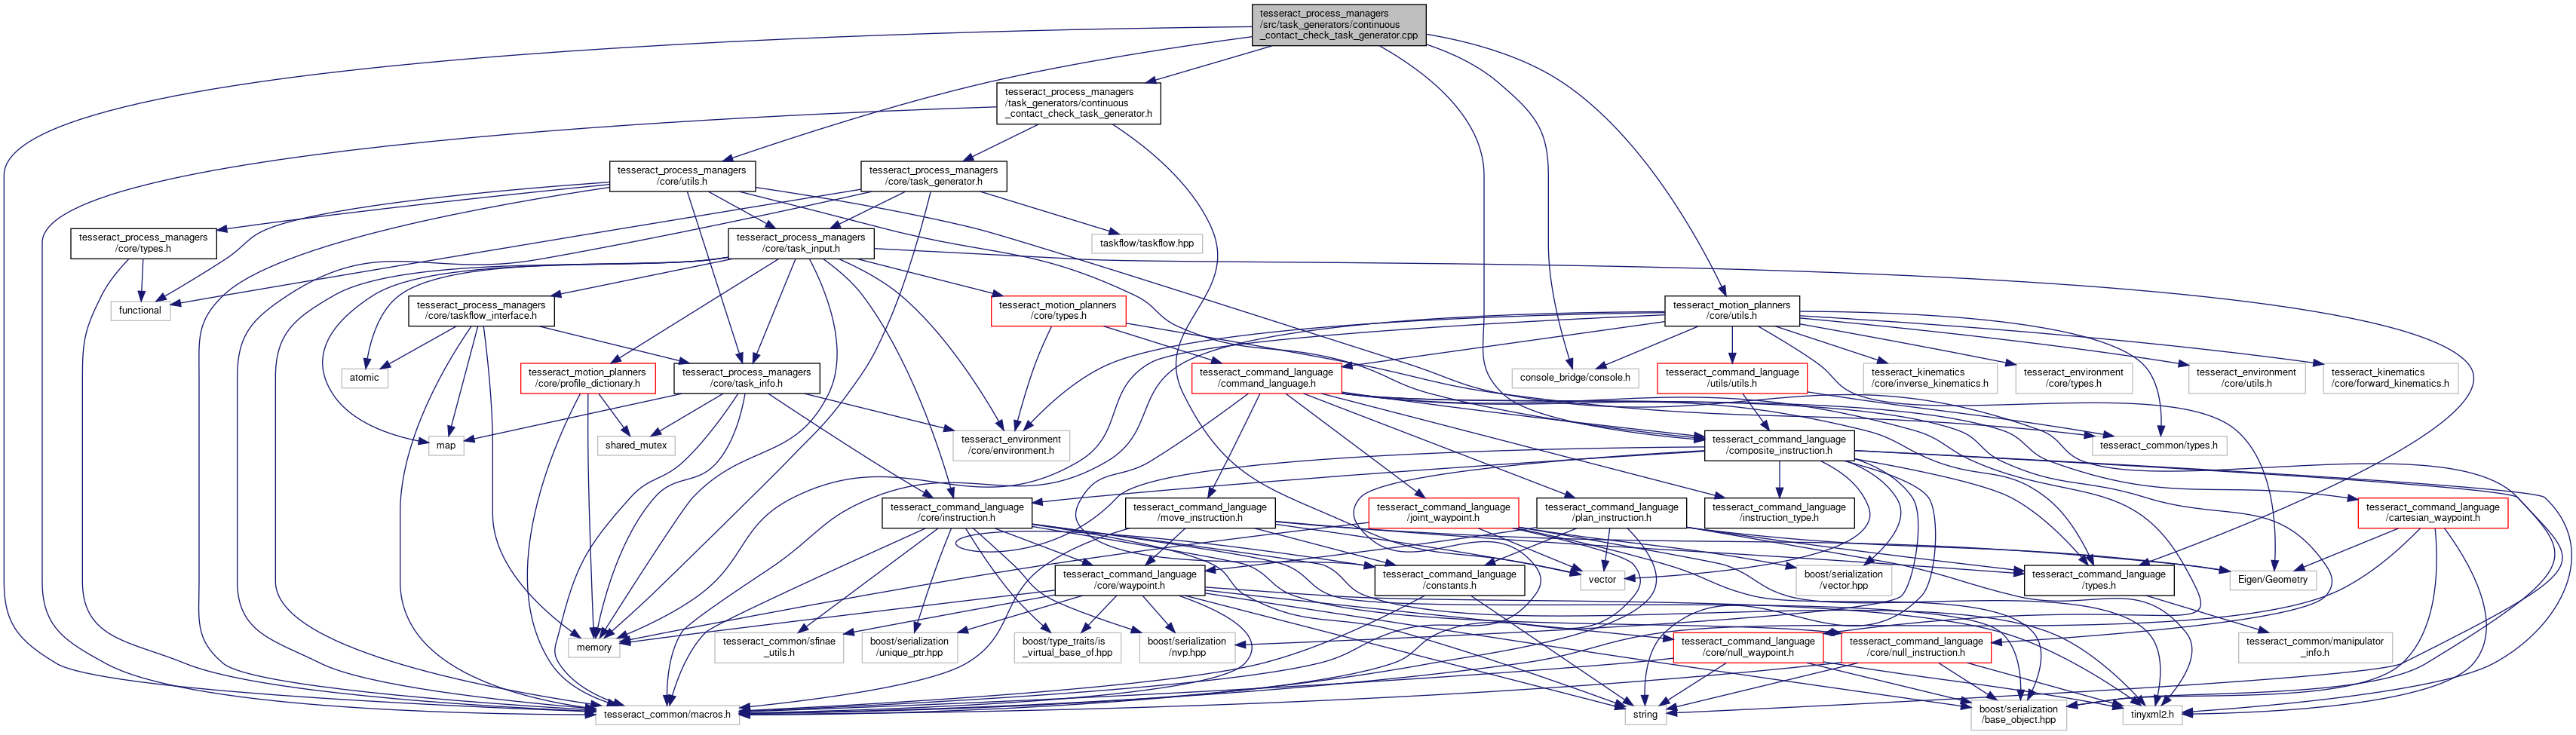 tesseract_process_managers
/src/task_generators/continuous
_contact_check_task_generator.cpp
tesseract_process_managers
/task_generators/continuous
_contact_check_task_generator.h
tesseract_process_managers
/core/utils.h
tesseract_process_managers
/core/task_generator.h
tesseract_process_managers
/core/types.h
tesseract_process_managers
/core/task_input.h
taskflow/taskflow.hpp
functional
tesseract_process_managers
/core/taskflow_interface.h
tesseract_motion_planners
/core/types.h
tesseract_motion_planners
/core/utils.h
atomic
tesseract_motion_planners
/core/profile_dictionary.h
tesseract_process_managers
/core/task_info.h
tesseract_command_language
/command_language.h
console_bridge/console.h
tesseract_command_language
/utils/utils.h
tesseract_kinematics
/core/inverse_kinematics.h
tesseract_environment
/core/types.h
tesseract_environment
/core/utils.h
tesseract_kinematics
/core/forward_kinematics.h
map
shared_mutex
tesseract_environment
/core/environment.h
tesseract_command_language
/composite_instruction.h
tesseract_common/types.h
tesseract_command_language
/core/instruction.h
tesseract_command_language
/move_instruction.h
tesseract_command_language
/joint_waypoint.h
tesseract_command_language
/plan_instruction.h
tesseract_command_language
/instruction_type.h
tesseract_command_language
/cartesian_waypoint.h
tesseract_command_language
/core/waypoint.h
tesseract_command_language
/constants.h
vector
boost/serialization
/vector.hpp
tesseract_command_language
/types.h
Eigen/Geometry
memory
tesseract_common/sfinae
_utils.h
boost/serialization
/unique_ptr.hpp
boost/type_traits/is
_virtual_base_of.hpp
boost/serialization
/nvp.hpp
tesseract_command_language
/core/null_waypoint.h
tesseract_command_language
/core/null_instruction.h
tesseract_common/manipulator
_info.h
tesseract_common/macros.h
string
boost/serialization
/base_object.hpp
tinyxml2.h